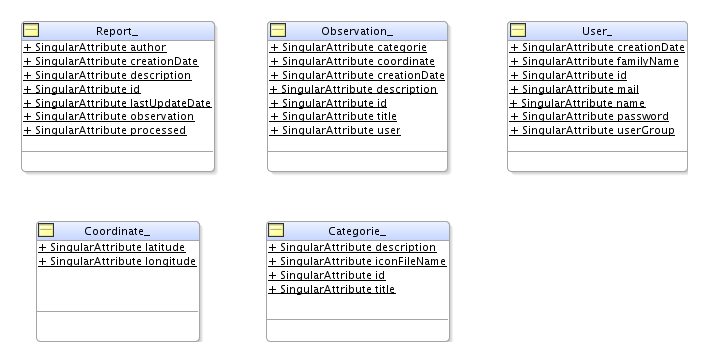 Report_
+ SingularAttribute author
+ SingularAttribute creationDate
+ SingularAttribute description
+ SingularAttribute id
+ SingularAttribute lastUpdateDate
+ SingularAttribute observation
+ SingularAttribute processed
Observation_
+ SingularAttribute categorie
+ SingularAttribute coordinate
+ SingularAttribute creationDate
+ SingularAttribute description
+ SingularAttribute id
+ SingularAttribute title
+ SingularAttribute user
User_
+ SingularAttribute creationDate
+ SingularAttribute familyName
+ SingularAttribute id
+ SingularAttribute mail
+ SingularAttribute name
+ SingularAttribute password
+ SingularAttribute userGroup
Coordinate_
+ SingularAttribute latitude
+ SingularAttribute longitude
Categorie_
+ SingularAttribute description
+ SingularAttribute iconFileName
+ SingularAttribute id
+ SingularAttribute title